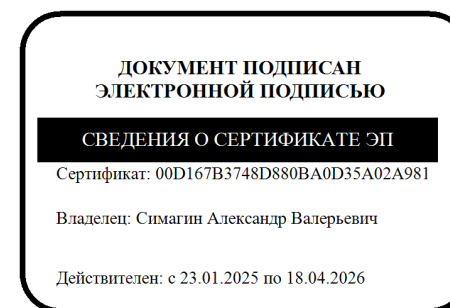 ДОКУМЕНТ ПОДПИСАН
ЭЛЕКТРОННОЙ ПОДПИСЬЮ
СВЕДЕНИЯ О СЕРТИФИКАТЕ ЭП
Сертификат: 00D167B3748D880BA0D35A02A981
Владелец: Симагин Александр Валерьевич
Действителен: с 23.01.2025 по 18.04.2026